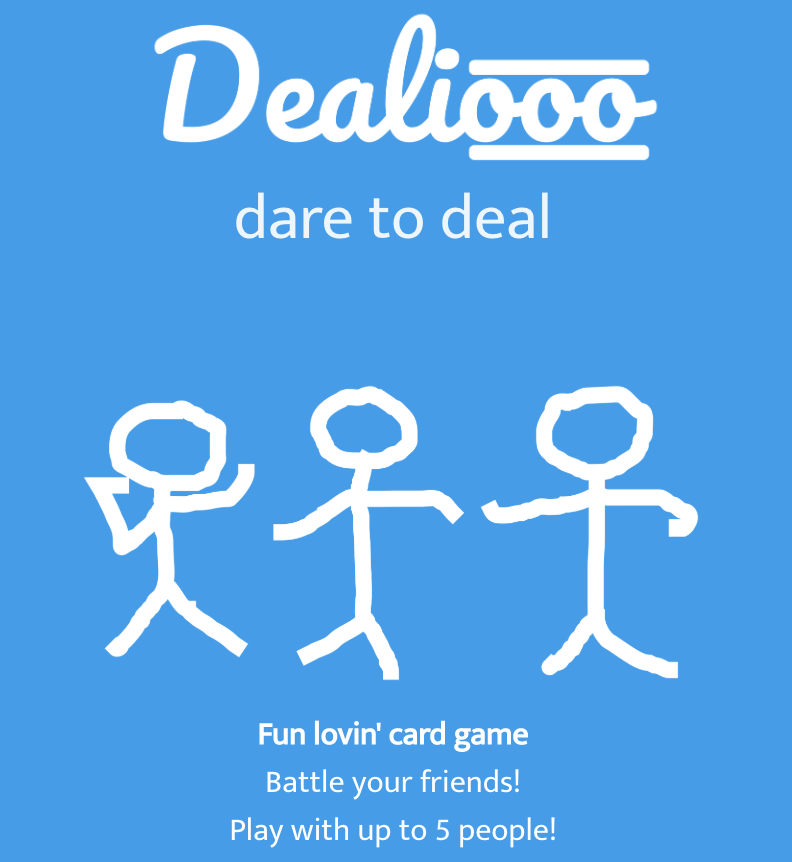 Dealiooo
dare to deal
Fun lovin' card game
Battle your friends!
Play with up to 5 people!